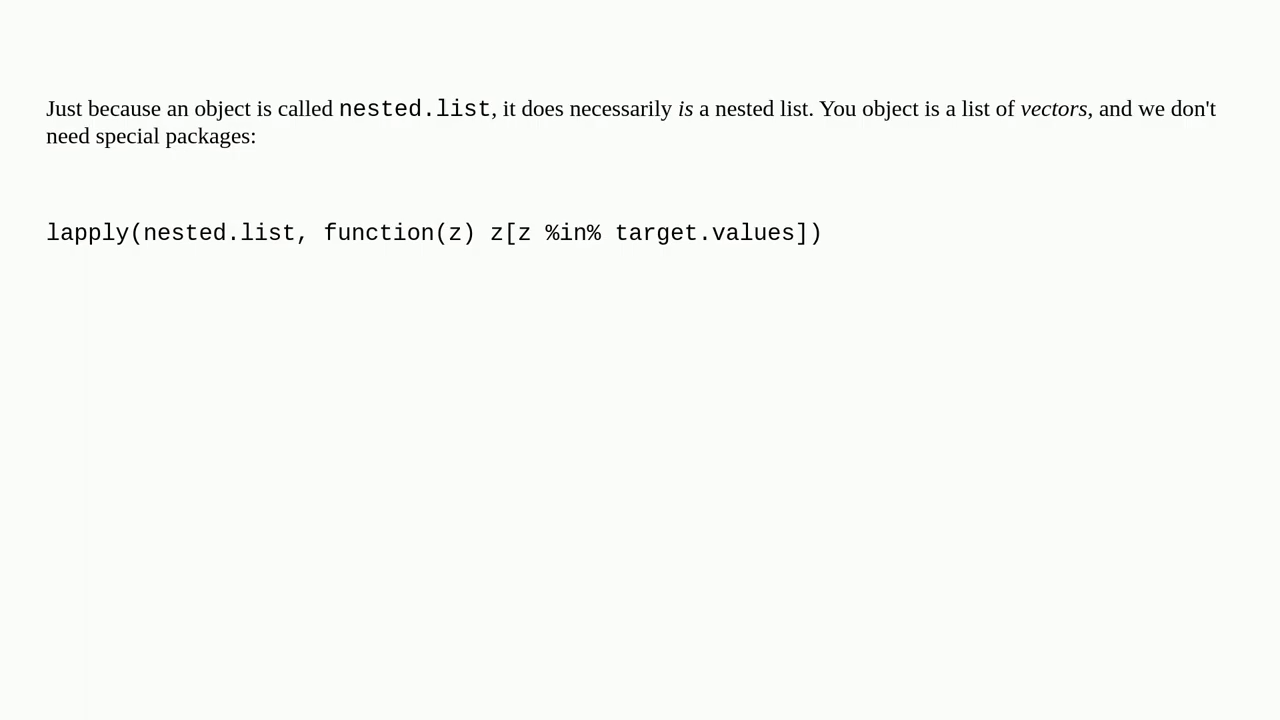 Just because an object is called nested.list, it does necessarily is a nested list. You object is a list of vectors, and we don't
need special packages:
lapply(nested.list, function(z) z[z %in% target.values])